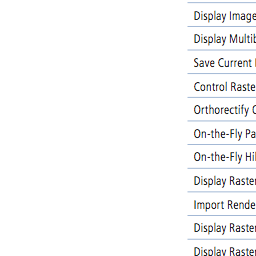 Display Image
Display Multib
Save Current
Control Raste
Orthorectify
On-the-Fly Pa
On-the-Fly Hil
Display Raster
Import Rende
Display Raster
Display Raster